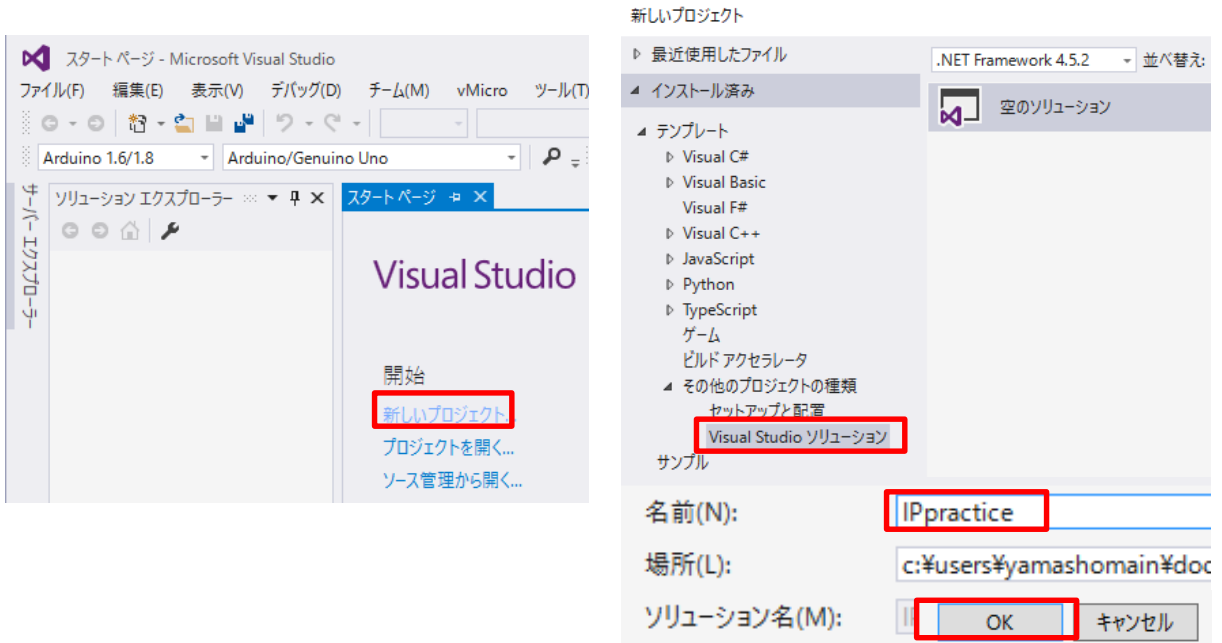 スタート ページ - Microsoft Visual Studio
ファイル(F) 編集(E) 表示(V) デバッグ(D) チーム(M) vMicro ツール(T)
Arduino 1.6/1.8 Arduino/Genuino Uno
サーバー エクスプローラー
ソリューション エクスプローラー
スタート ページ
Visual Studio
開始
新しいプロジェクト...
プロジェクトを開く...
ソース管理から開く...
新しいプロジェクト
最近使用したファイル
.NET Framework 4.5.2 並べ替え:
インストール済み
空のソリューション
テンプレート
Visual C#
Visual Basic
Visual F#
Visual C++
JavaScript
Python
TypeScript
ゲーム
ビルド アクセラレータ
その他のプロジェクトの種類
セットアップと配置
Visual Studio ソリューション
サンプル
名前(N): IPpractice
場所(L): c:¥users¥yamashomain¥doc
ソリューション名(M):
OK キャンセル